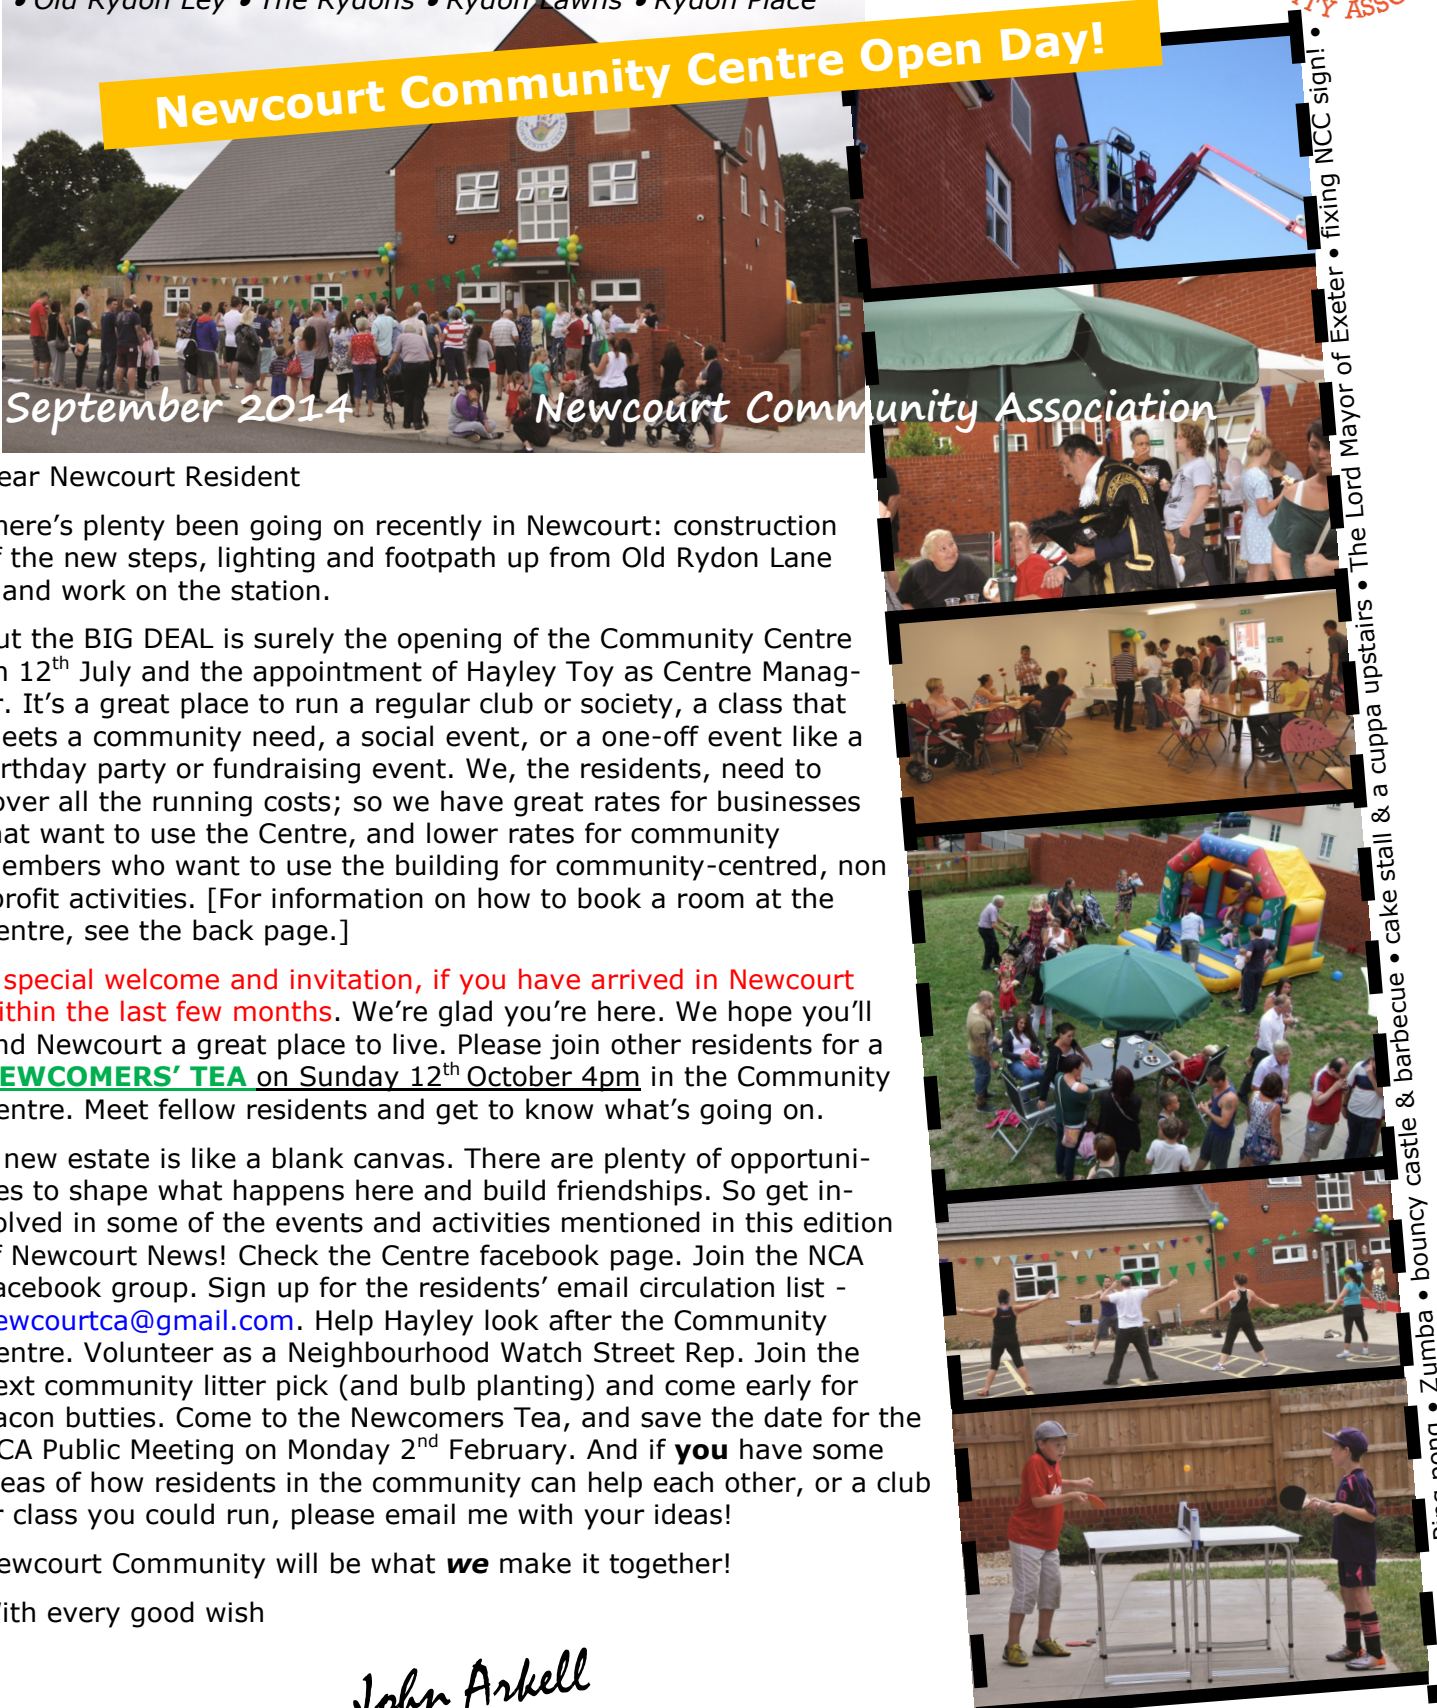 • Old Rydon Ley • The Rydons • Rydon Lawns • Rydon Place
TY ASSO
Newcourt Community Centre Open Day!
September 2014 Newcourt Community Association
ear Newcourt Resident
here's plenty been going on recently in Newcourt: construction
f the new steps, lighting and footpath up from Old Rydon Lane
and work on the station.
ut the BIG DEAL is surely the opening of the Community Centre
n 12th July and the appointment of Hayley Toy as Centre Manag-
r. It's a great place to run a regular club or society, a class that
eets a community need, a social event, or a one-off event like a
rthday party or fundraising event. We, the residents, need to
over all the running costs; so we have great rates for businesses
hat want to use the Centre, and lower rates for community
embers who want to use the building for community-centred, non
profit activities. [For information on how to book a room at the
entre, see the back page.]
special welcome and invitation, if you have arrived in Newcourt
ithin the last few months. We're glad you're here. We hope you'll
nd Newcourt a great place to live. Please join other residents for a
EWCOMERS' TEA on Sunday 12th October 4pm in the Community
entre. Meet fellow residents and get to know what's going on.
new estate is like a blank canvas. There are plenty of opportuni-
es to shape what happens here and build friendships. So get in-
olved in some of the events and activities mentioned in this edition
f Newcourt News! Check the Centre facebook page. Join the NCA
acebook group. Sign up for the residents' email circulation list -
ewcourtca@gmail.com. Help Hayley look after the Community
entre. Volunteer as a Neighbourhood Watch Street Rep. Join the
ext community litter pick (and bulb planting) and come early for
acon butties. Come to the Newcomers Tea, and save the date for the
CA Public Meeting on Monday 2nd February. And if you have some
eas of how residents in the community can help each other, or a club
r class you could run, please email me with your ideas!
ewcourt Community will be what we make it together!
ith every good wish
John Arkell
Ping pong • Zumba • bouncy castle & barbecue • cake stall & a cuppa upstairs • The Lord Mayor of Exeter • fixing NCC sign! •